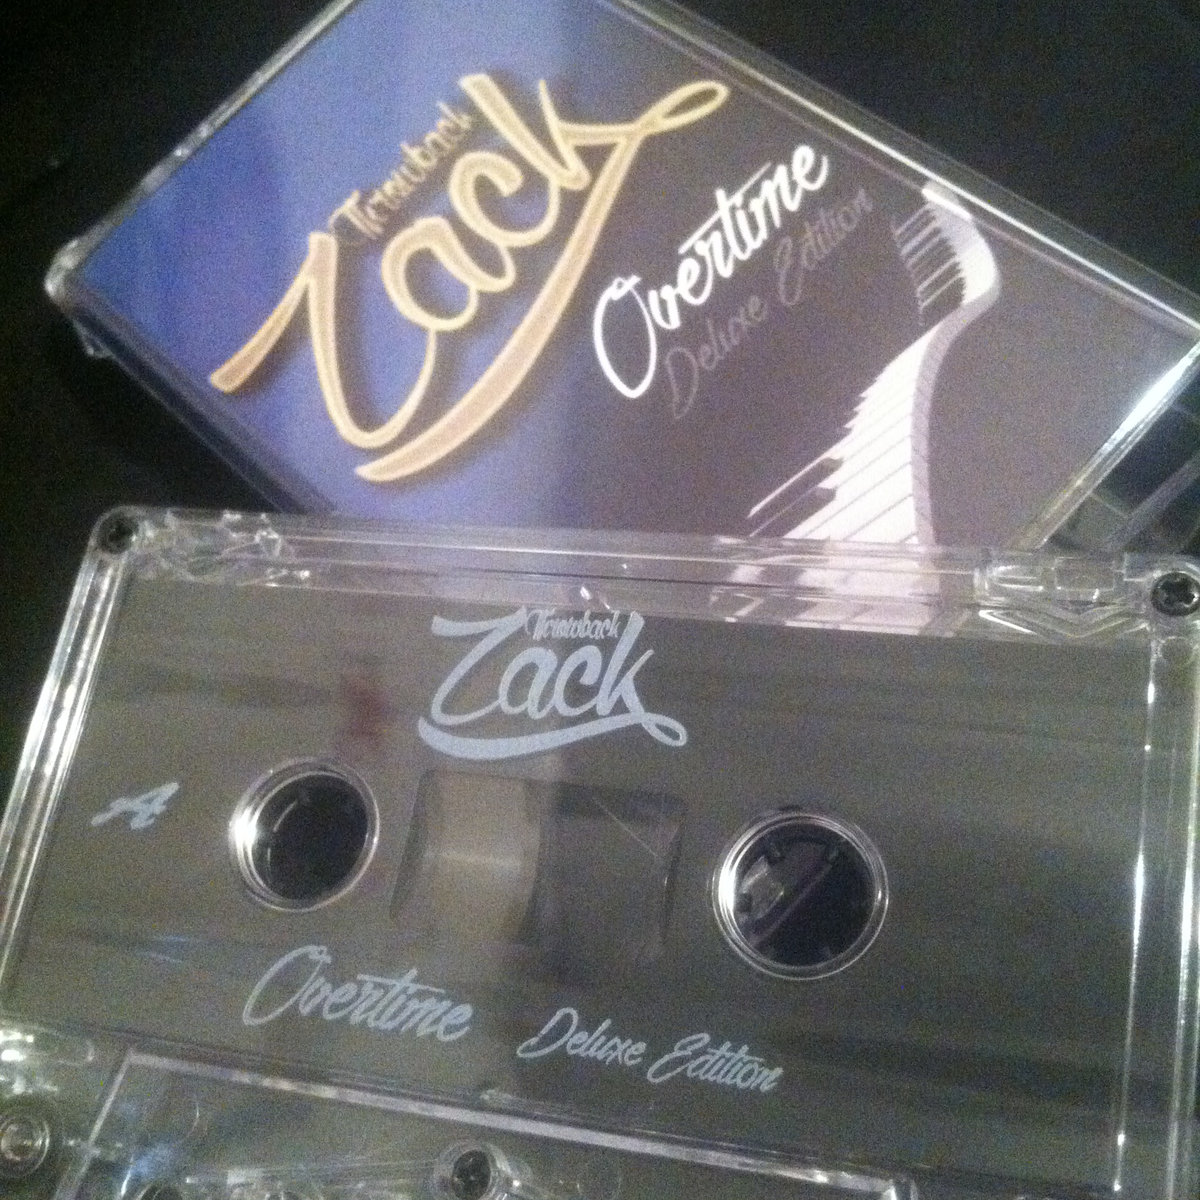 Throwback
Zack
Overtime
Deluxe Edition
Throwback
Zack
A
Overtime Deluxe Edition